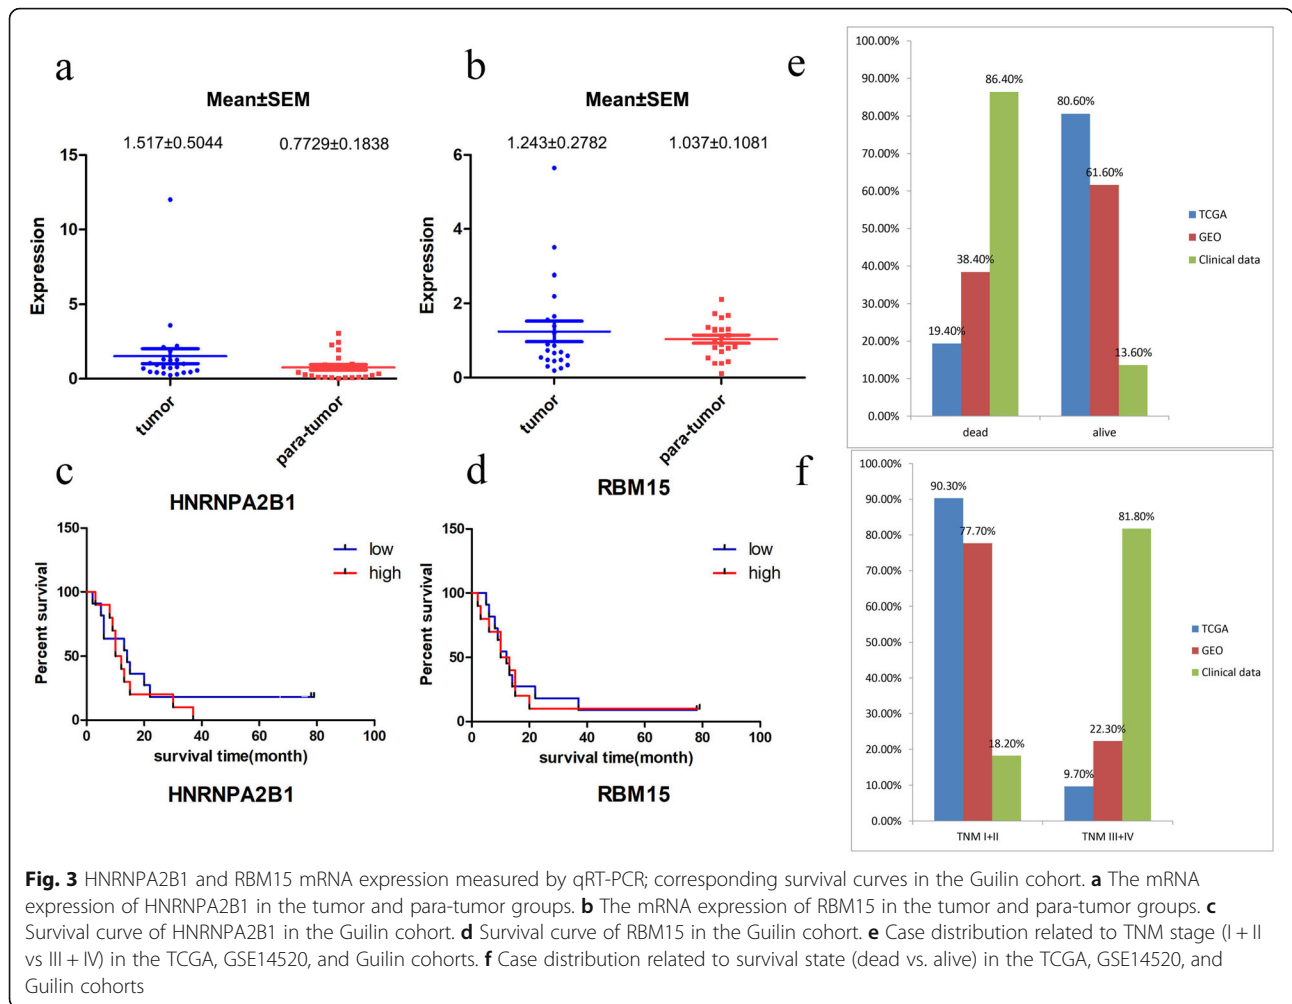 a
Mean±SEM
1.517±0.5044
0.7729±0.1838
15
10
5
0
Expression
tumor
para-tumor
HNRNPA2B1
b
Mean±SEM
1.243±0.2782
1.037±0.1081
6
4
2
0
Expression
tumor
para-tumor
RBM15
e
100.00%
90.00%
80.00%
70.00%
60.00%
50.00%
40.00%
30.00%
20.00%
10.00%
0.00%
19.40%
38.40%
86.40%
80.60%
61.60%
13.60%
dead
alive
TCGA
GEO
Clinical data
c
150
100
50
0
Percent survival
low
high
0 20 40 60 80 100
survival time(month)
HNRNPA2B1
d
150
100
50
0
Percent survival
low
high
0 20 40 60 80 100
survival time(month)
RBM15
f
100.00%
90.00%
80.00%
70.00%
60.00%
50.00%
40.00%
30.00%
20.00%
10.00%
0.00%
90.30%
77.70%
18.20%
9.70%
22.30%
81.80%
TNM I+II
TNM III+IV
TCGA
GEO
Clinical data
Fig. 3 HNRNPA2B1 and RBM15 mRNA expression measured by qRT-PCR; corresponding survival curves in the Guilin cohort. a The mRNA
expression of HNRNPA2B1 in the tumor and para-tumor groups. b The mRNA expression of RBM15 in the tumor and para-tumor groups. c
Survival curve of HNRNPA2B1 in the Guilin cohort. d Survival curve of RBM15 in the Guilin cohort. e Case distribution related to TNM stage (I + II
vs III + IV) in the TCGA, GSE14520, and Guilin cohorts. f Case distribution related to survival state (dead vs. alive) in the TCGA, GSE14520, and
Guilin cohorts